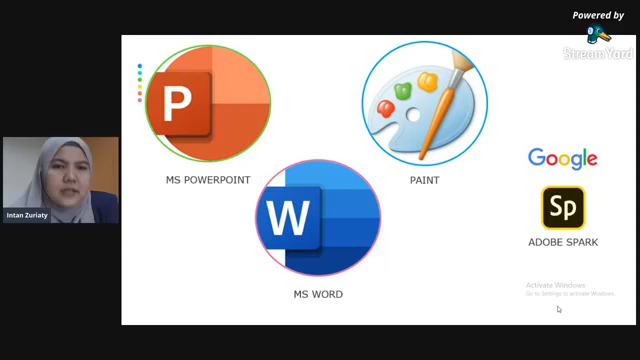 Powered by
StreamYard
P
MS POWERPOINT
PAINT
W
MS WORD
Google
Sp
ADOBE SPARK
Intan Zuriaty
Activate Windows
Go to Settings to activate Windows.